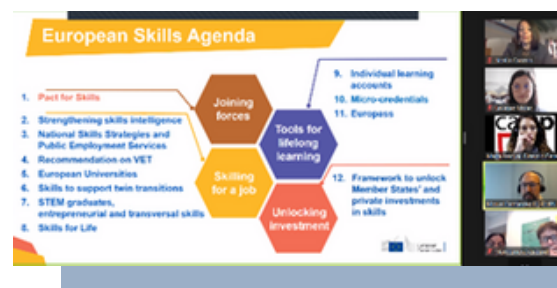 European Skills Agenda
1. Pact for Skills
2. Strengthening skills intelligence
3. National Skills Strategies and
Public Employment Services
4. Recommendation on VET
5. European Universities
6. Skills to support twin transitions
7. STEM graduates,
entrepreneurial and transversal skills
8. Skills for Life
Joining
forces
Skilling
for a job
Tools for
lifelong
learning
Unlocking
Investment
9. Individual learning
accounts
10. Micro-credentials
11. Europass
12. Framework to unlock
Member States' and
private investments
in skills